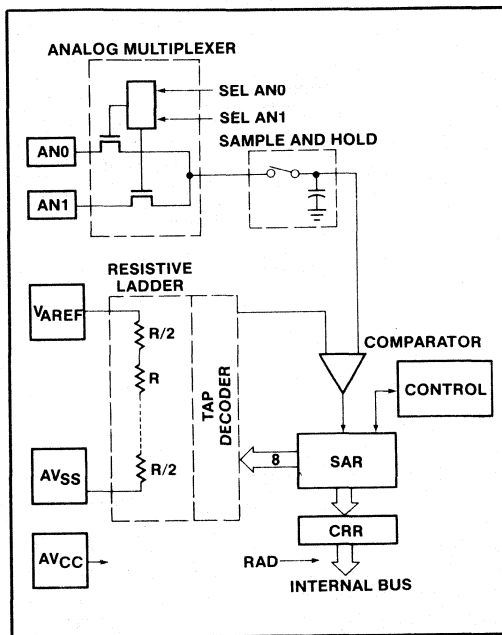 ANALOG MULTIPLEXER
SEL AN0
SEL AN1
SAMPLE AND HOLD
AN0
AN1
RESISTIVE
LADDER
VAREF
R/2
R
TAP
DECODER
COMPARATOR
CONTROL
AVSS
R/2
8
SAR
CRR
AVCC
RAD
INTERNAL BUS